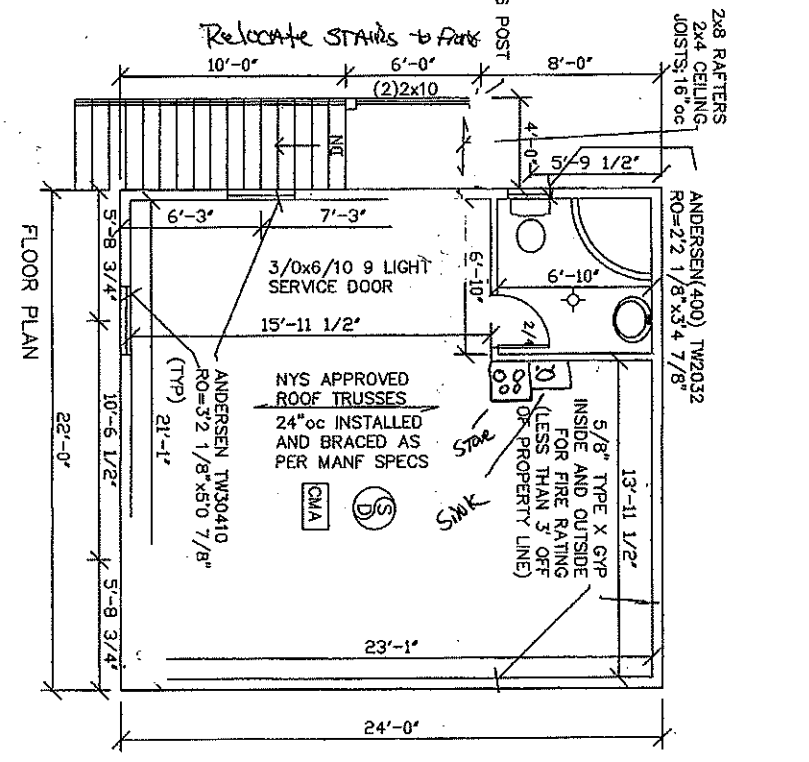 Relocate STAIRS to Front
10'-0"
6'-0"
8'-0"
POST
2x8 RAFTERS
2x4 CEILING
JOISTS; 16"oc
(2)2x10
4'-0"
5'-9 1/2"
ANDERSEN(400) TW2032
RO=2'2 1/8"x3'4 7/8"
DN
6'-3"
7'-3"
3/0x6/10 9 LIGHT
SERVICE DOOR
6'-10"
6'-10"
2/4
15'-11 1/2"
5'-8 3/4"
10'-6 1/2"
5'-8 3/4"
22'-0"
21'-1"
FLOOR PLAN
ANDERSEN TW30410
RO=3'2 1/8"x5'0 7/8"
(TYP)
NYS APPROVED
ROOF TRUSSES
24"oc INSTALLED
AND BRACED AS
PER MANF SPECS
Stove
Sink
CMA
SD
5/8" TYPE X GYP
INSIDE AND OUTSIDE
FOR FIRE RATING
(LESS THAN 3' OFF
OF PROPERTY LINE)
13'-11 1/2"
23'-1"
24'-0"